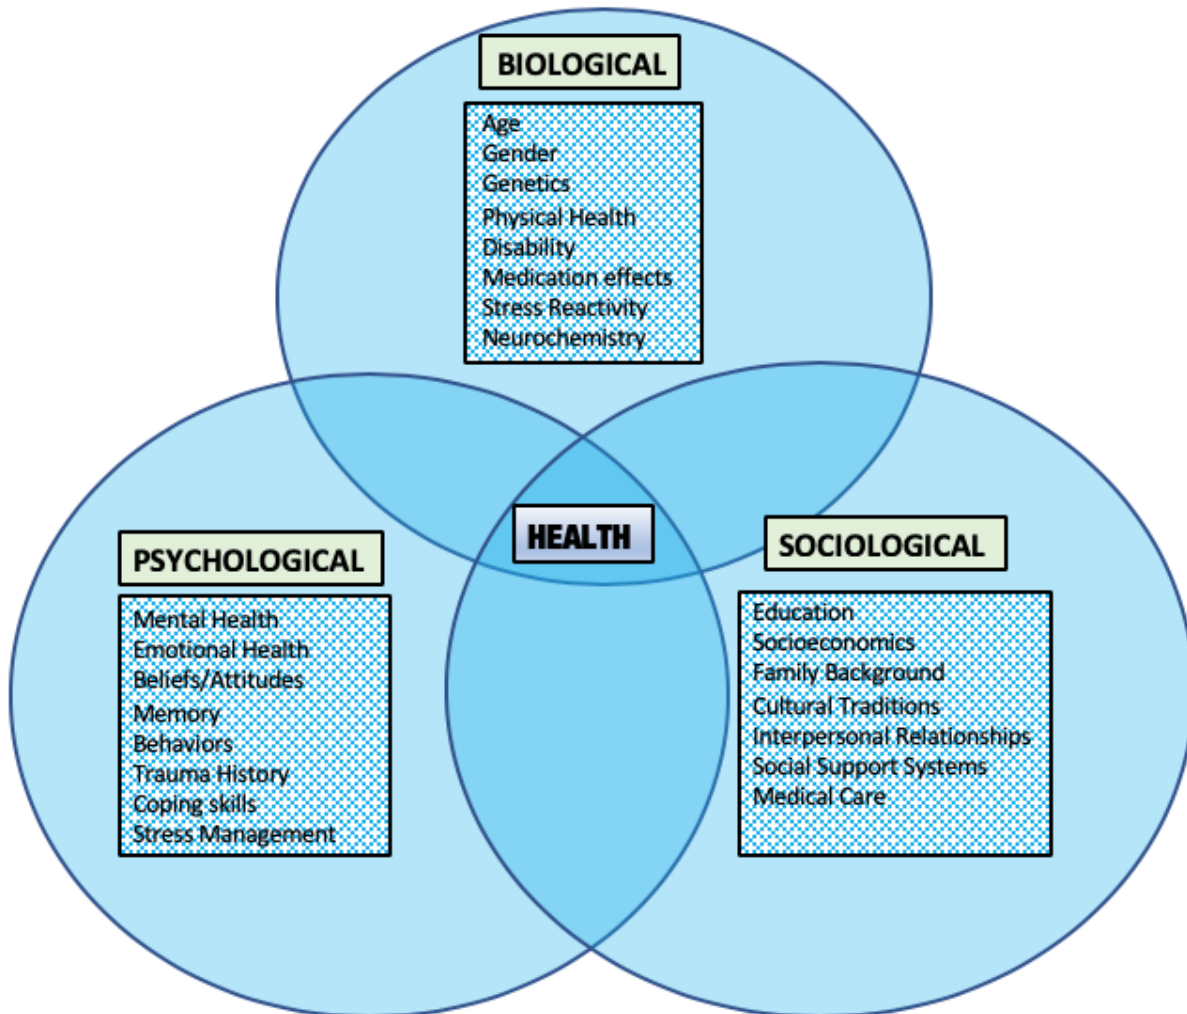 BIOLOGICAL
Age
Gender
Genetics
Physical Health
Disability
Medication effects
Stress Reactivity
Neurochemistry
HEALTH
PSYCHOLOGICAL
Mental Health
Emotional Health
Beliefs/Attitudes
Memory
Behaviors
Trauma History
Coping skills
Stress Management
SOCIOLOGICAL
Education
Socioeconomics
Family Background
Cultural Traditions
Interpersonal Relationships
Social Support Systems
Medical Care